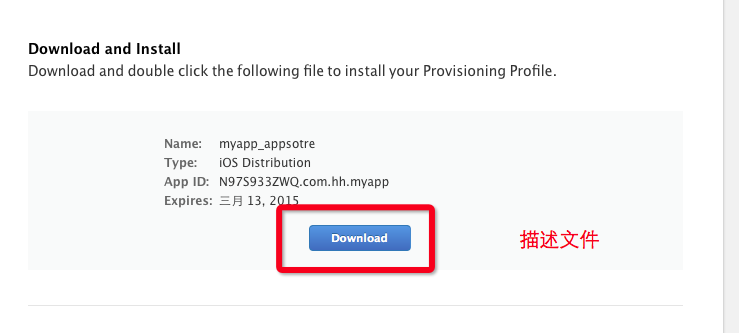 Download and Install
Download and double click the following file to install your Provisioning Profile.
Name: myapp_appsotre
Type: iOS Distribution
App ID: N97S933ZWQ.com.hh.myapp
Expires: 三月 13, 2015
Download
描述文件